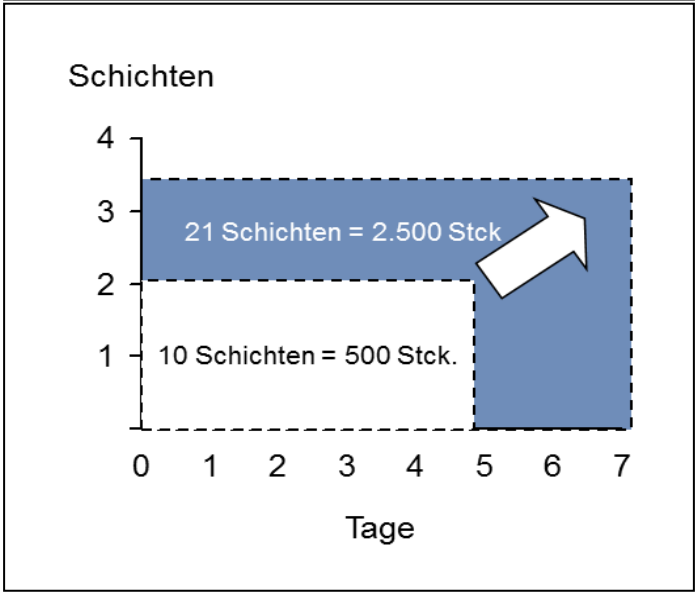 Schichten
4
3
21 Schichten = 2.500 Stck
2
1
10 Schichten = 500 Stck.
0 1 2 3 4 5 6 7
Tage